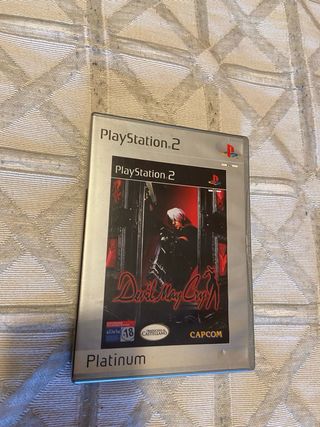 PlayStation.2
PlayStation.2
Devil May Cry
18
CAPCOM
Platinum